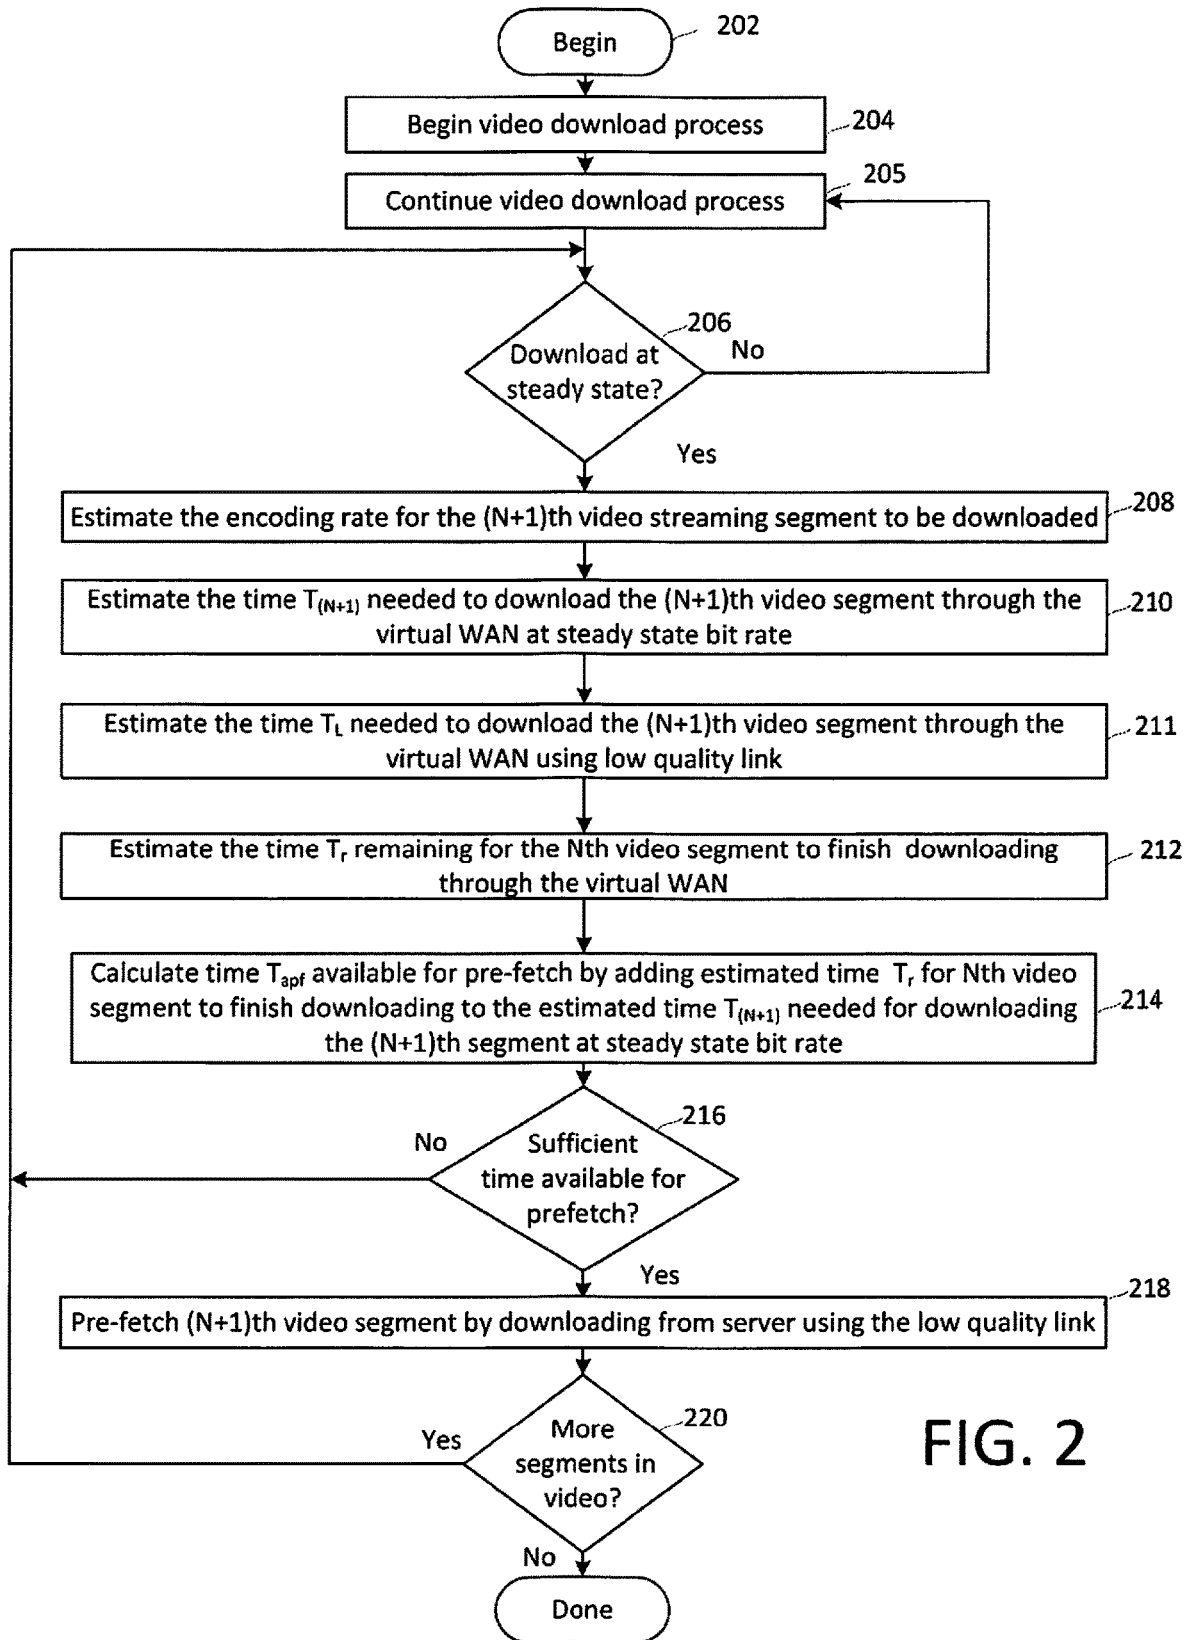 Begin
202
Begin video download process
204
Continue video download process
205
206
Download at
steady state?
No
Yes
Estimate the encoding rate for the (N+1)th video streaming segment to be downloaded
208
Estimate the time T(N+1) needed to download the (N+1)th video segment through the
virtual WAN at steady state bit rate
210
Estimate the time TL needed to download the (N+1)th video segment through the
virtual WAN using low quality link
211
Estimate the time Tr remaining for the Nth video segment to finish downloading
through the virtual WAN
212
Calculate time Tapf available for pre-fetch by adding estimated time Tr for Nth video
segment to finish downloading to the estimated time T(N+1) needed for downloading
the (N+1)th segment at steady state bit rate
214
216
No
Sufficient
time available for
prefetch?
Yes
218
Pre-fetch (N+1)th video segment by downloading from server using the low quality link
220
Yes
More
segments in
video?
FIG. 2
No
Done